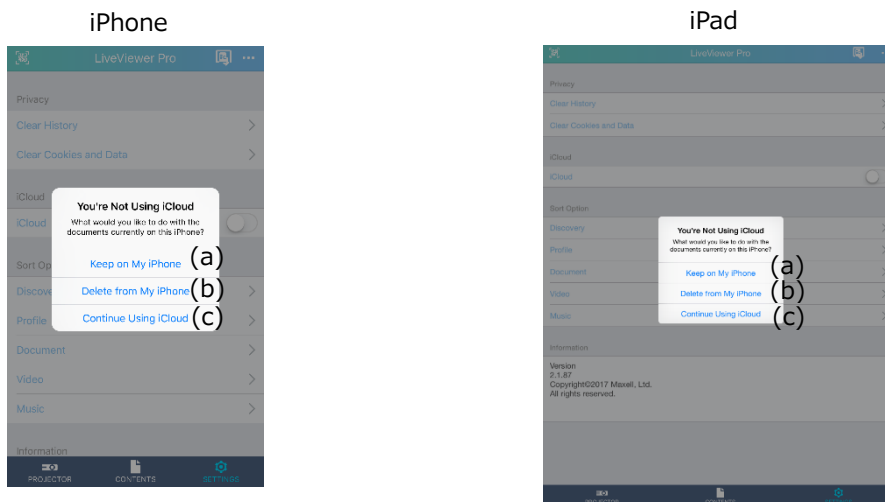 iPhone
LiveViewer Pro
Privacy
Clear History
Clear Cookies and Data
iCloud
iCloud
You're Not Using iCloud
What would you like to do with the
documents currently on this iPhone?
Keep on My iPhone (a)
Delete from My iPhone (b)
Continue Using iCloud (c)
Sort Op
Discove
Profile
Document
Video
Music
Information
PROJECTOR CONTENTS SETTINGS
iPad
LiveViewer Pro
Privacy
Clear History
Clear Cookies and Data
iCloud
iCloud
Sort Option
Discovery
Profile
Document
Video
Music
You're Not Using iCloud
What would you like to do with the
documents currently on this iPhone?
Keep on My iPhone (a)
Delete from My iPhone (b)
Continue Using iCloud (c)
Information
Version
2.1.87
Copyright©2017 Maxell, Ltd.
All rights reserved.
PROJECTOR CONTENTS SETTINGS